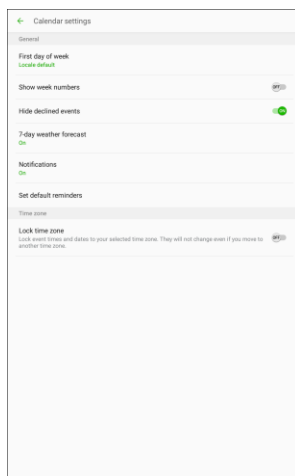 Calendar settings
General
First day of week
Locale default
Show week numbers
OFF
Hide declined events
ON
7-day weather forecast
On
Notifications
On
Set default reminders
Time zone
Lock time zone
Lock event times and dates to your selected time zone. They will not change even if you move to
another time zone.
OFF